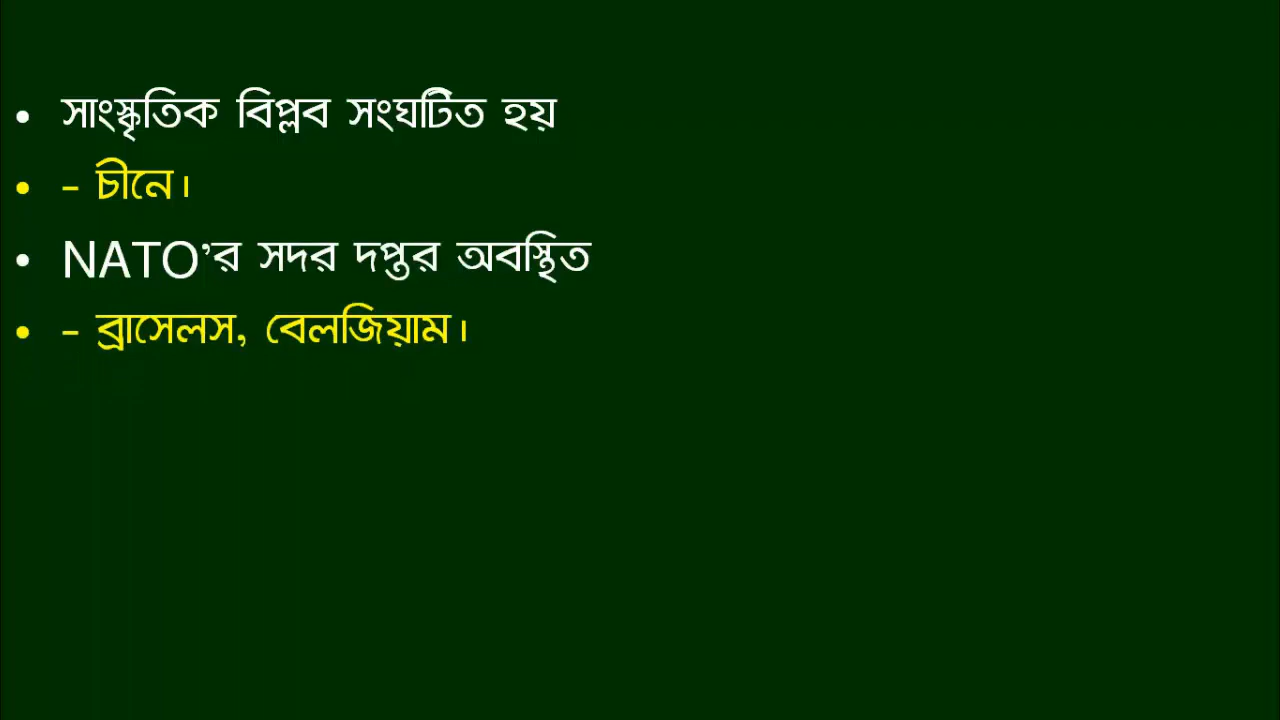 • সাংস্কৃতিক বিপ্লব সংঘটিত হয়
• – চীনে।
• NATO’র সদর দপ্তর অবস্থিত
• – ব্রাসেলস, বেলজিয়াম।